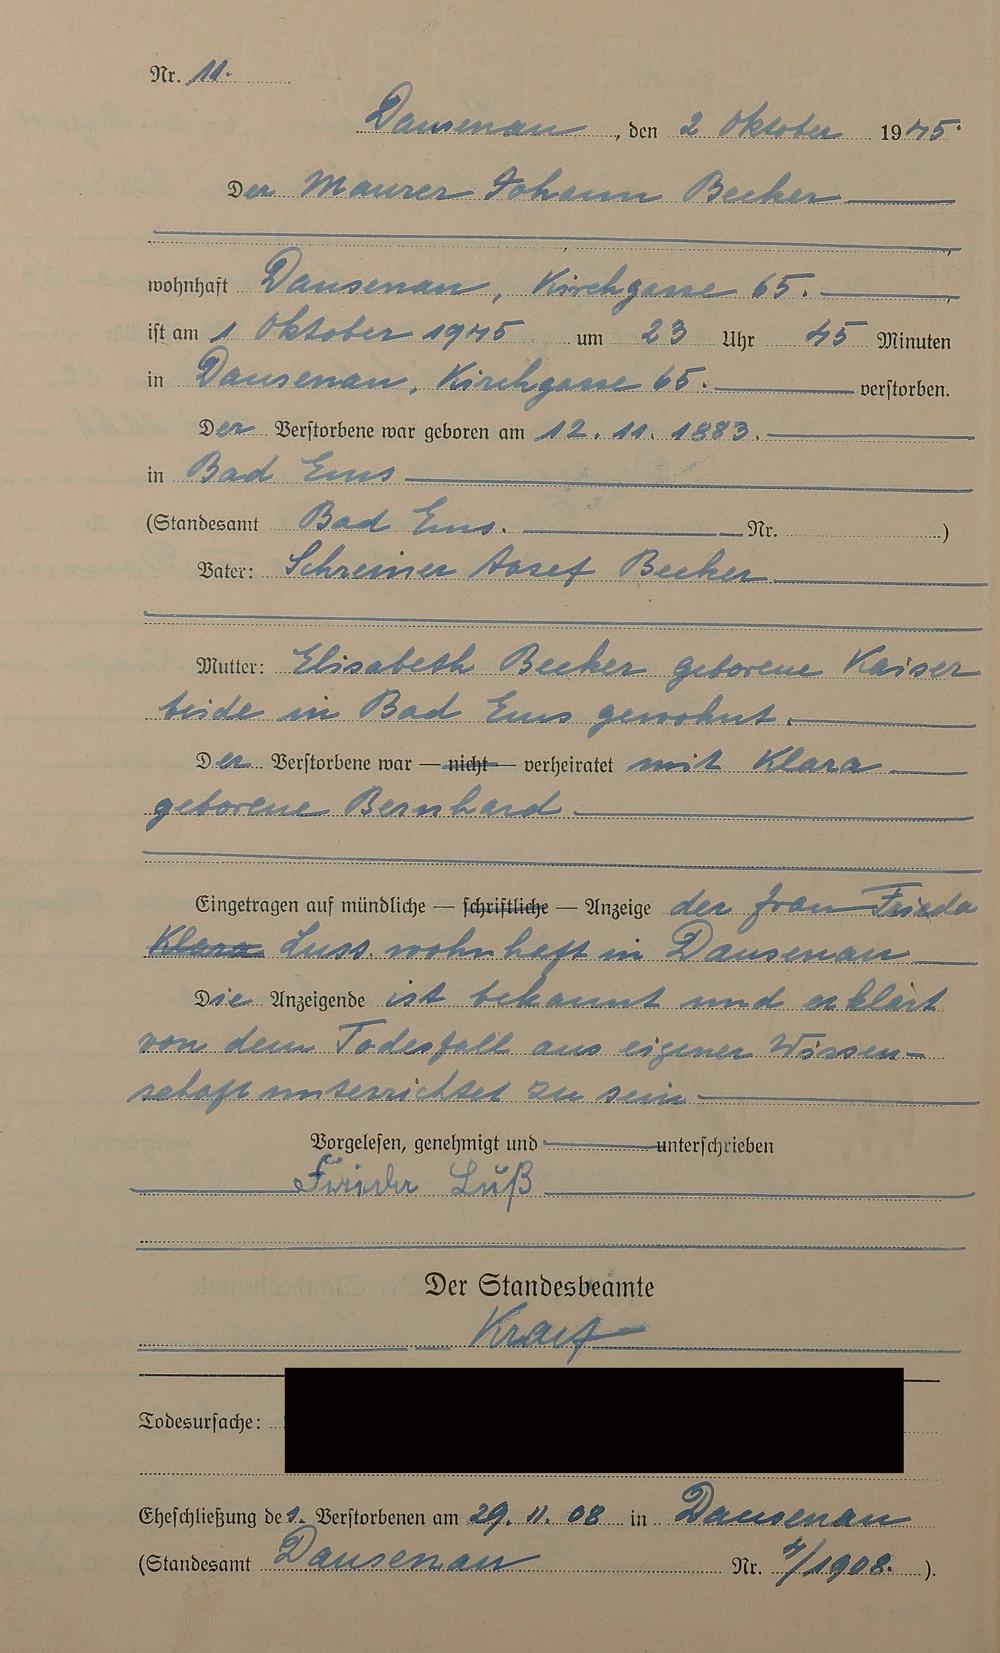 Nr. 11.
Dausenau, den 2 Oktober 1945.
Der Maurer Johann Becker
wohnhaft Dausenau, Kirchgasse 65.
ist am 1 Oktober 1945 um 23 Uhr 45 Minuten
in Dausenau, Kirchgasse 65. verstorben.
Der Verstorbene war geboren am 12.11.1883.
in Bad Ems
(Standesamt Bad Ems. Nr. )
Vater: Schreiner Josef Becker
Mutter: Elisabeth Becker geborene Kaiser
beide in Bad Ems gewohnt.
Der Verstorbene war — nicht — verheiratet mit Klara
geborene Bernhard
Eingetragen auf mündliche — schriftliche — Anzeige der Frau Frieda
Klara Luss. wohnhaft in Dausenau
Die Anzeigende ist bekannt und erklärt
von dem Todesfall aus eigener Wissen-
schaft unterrichtet zu sein
Vorgelesen, genehmigt und unterschrieben
Frieda Luß
Der Standesbeamte
Todesursache:
Eheschließung des. Verstorbenen am 29.11.08 in Dausenau
(Standesamt Dausenau Nr. 4/1908.).